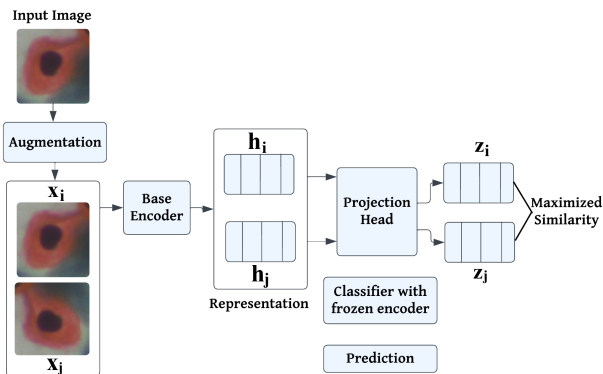 Input Image
Augmentation
xi
xj
Base
Encoder
hi
hj
Representation
Projection
Head
zi
zj
Maximized
Similarity
Classifier with
frozen encoder
Prediction